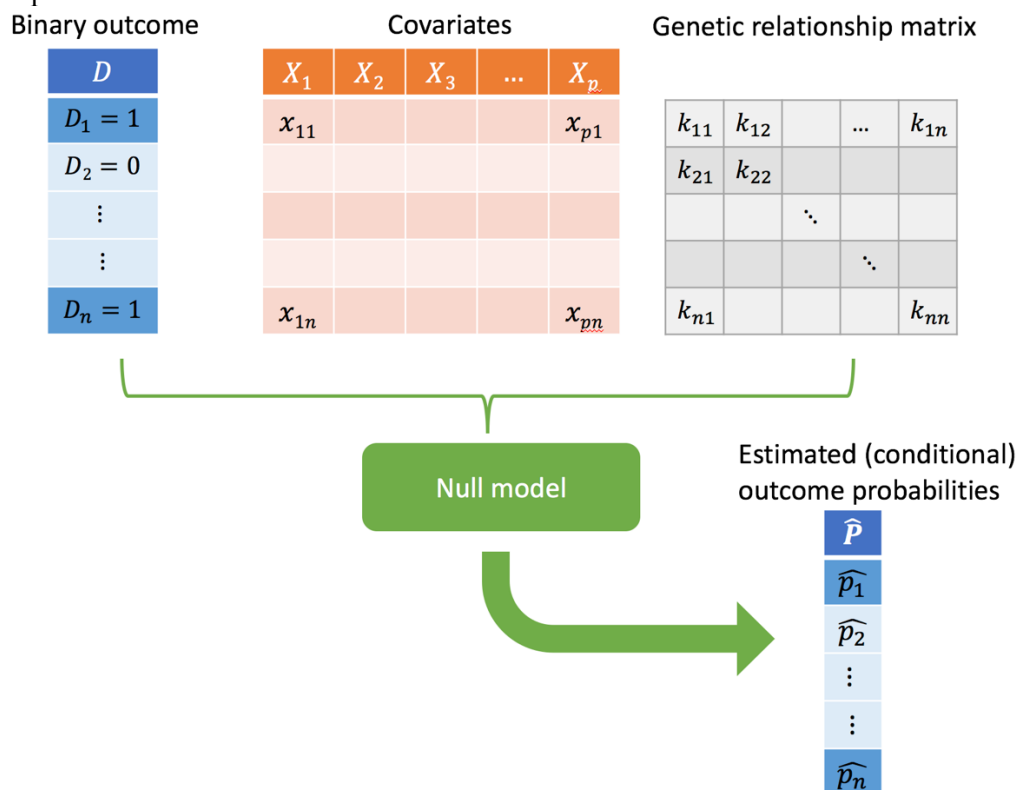 Binary outcome
Covariates
Genetic relationship matrix
D
D₁ = 1
D₂ = 0
⋮
⋮
Dₙ = 1
X₁ X₂ X₃ ... Xₚ
x₁₁ xₚ₁
x₁ₙ xₚₙ
k₁₁ k₁₂ ... k₁ₙ
k₂₁ k₂₂
⋱
⋱
kₙ₁ kₙₙ
Null model
Estimated (conditional)
outcome probabilities
P̂
p̂₁
p̂₂
⋮
⋮
p̂ₙ